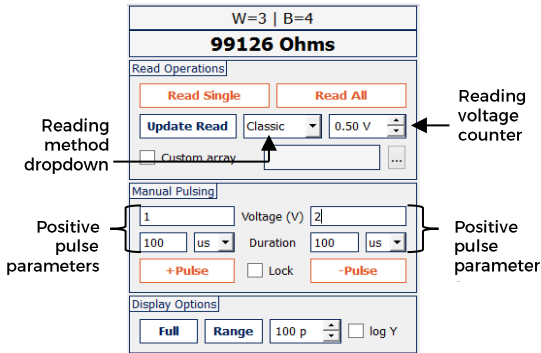 W=3 | B=4
99126 Ohms
Read Operations
Read Single
Read All
Update Read
Classic
0.50 V
Custom array
...
Reading
method
dropdown
Reading
voltage
counter
Manual Pulsing
1
Voltage (V)
2
100
us
Duration
100
us
+Pulse
Lock
-Pulse
Positive
pulse
parameters
Positive
pulse
parameter
Display Options
Full
Range
100 p
log Y